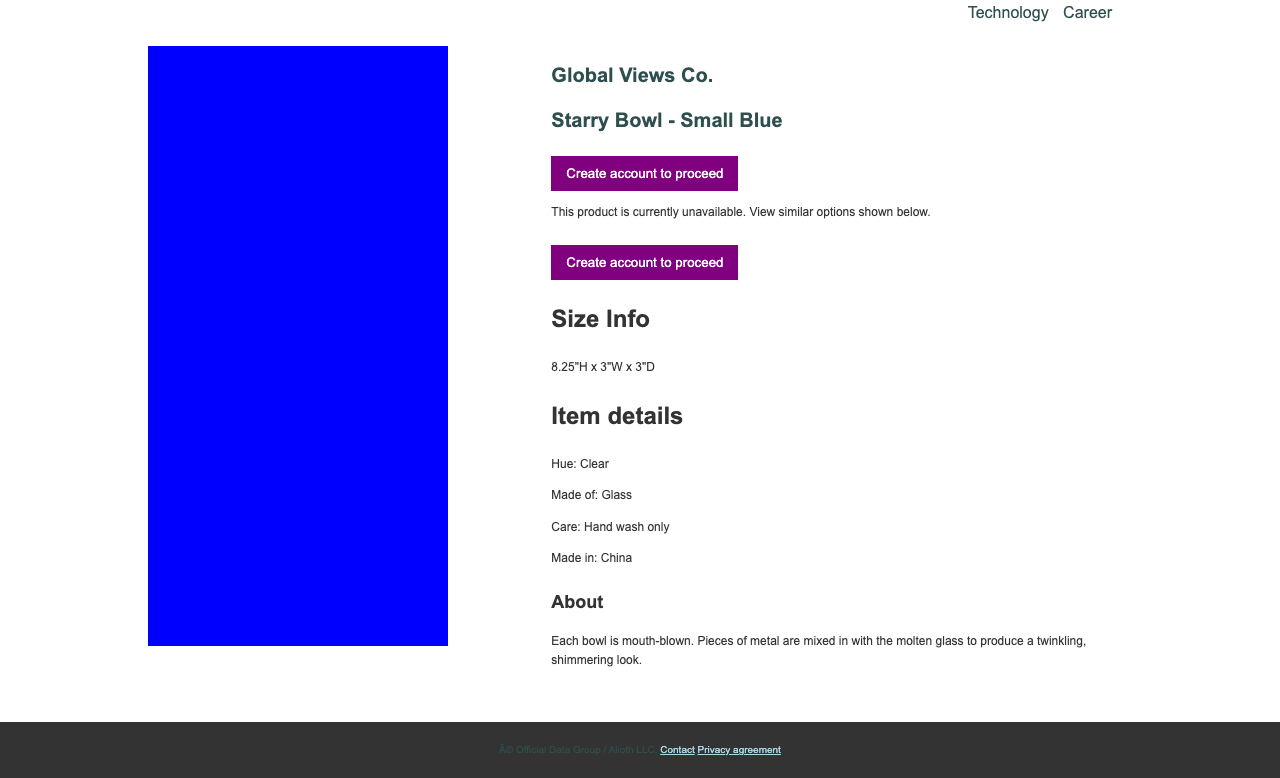 Technology Career
Global Views Co.
Starry Bowl - Small Blue
Create account to proceed
This product is currently unavailable. View similar options shown below.
Create account to proceed
Size Info
8.25"H x 3"W x 3"D
Item details
Hue: Clear
Made of: Glass
Care: Hand wash only
Made in: China
About
Each bowl is mouth-blown. Pieces of metal are mixed in with the molten glass to produce a twinkling,
shimmering look.
Â© Official Data Group / Alioth LLC. Contact Privacy agreement